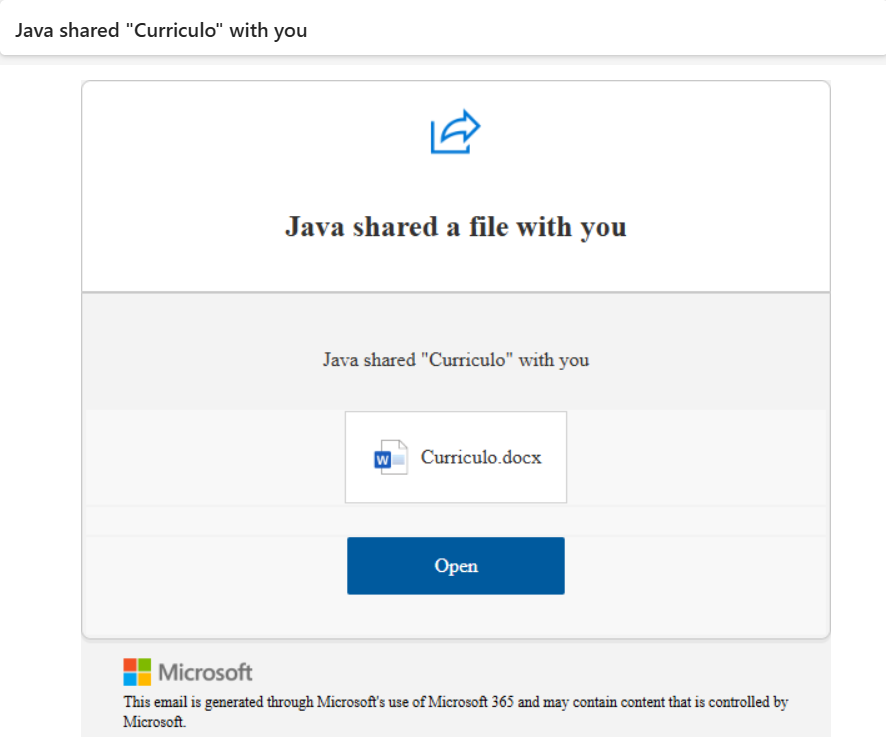 Java shared "Curriculo" with you
Java shared a file with you
Java shared "Curriculo" with you
W
Curriculo.docx
Open
Microsoft
This email is generated through Microsoft's use of Microsoft 365 and may contain content that is controlled by
Microsoft.